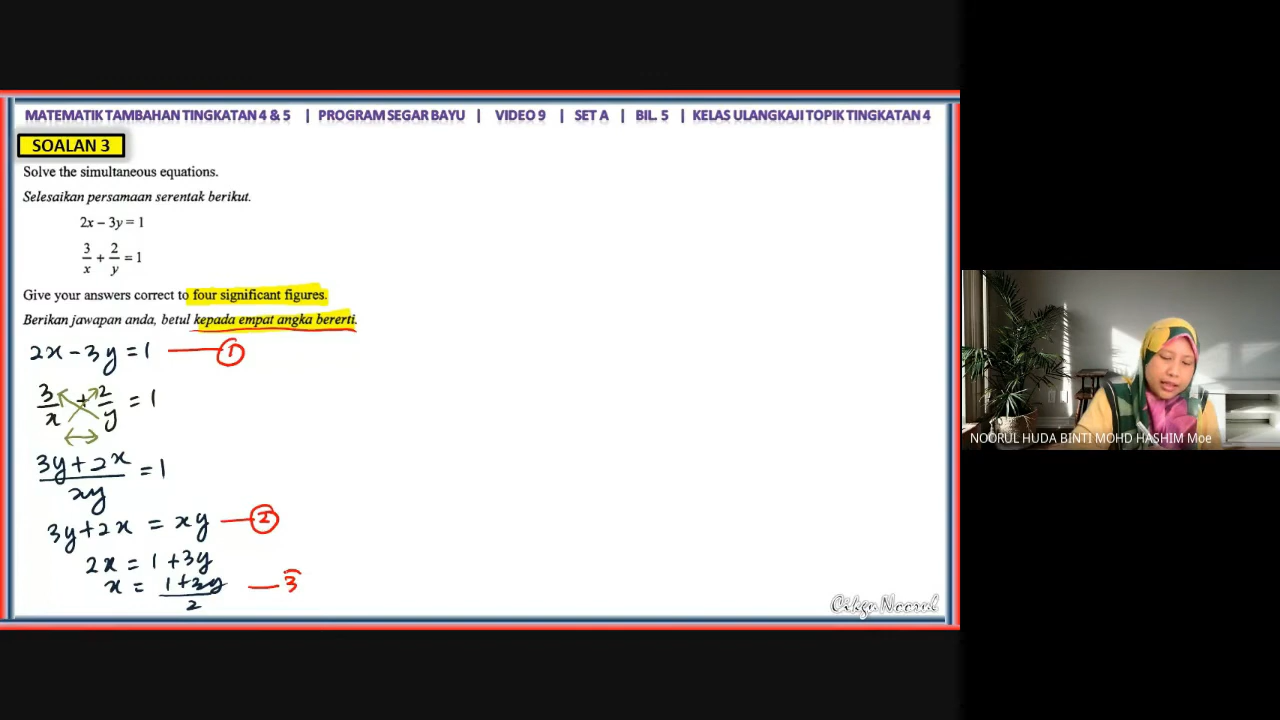 MATEMATIK TAMBAHAN TINGKATAN 4 & 5 | PROGRAM SEGAR BAYU | VIDEO 9 | SET A | BIL. 5 | KELAS ULANGKAJI TOPIK TINGKATAN 4
SOALAN 3
Solve the simultaneous equations.
Selesaikan persamaan serentak berikut.
2x – 3y = 1
3/x + 2/y = 1
Give your answers correct to four significant figures.
Berikan jawapan anda, betul kepada empat angka bererti.
2x - 3y = 1 — 1
3/x + 2/y = 1
(3y + 2x)/xy = 1
3y + 2x = xy — 2
2x = 1 + 3y
x = (1 + 3y)/2 — 3
Cikgu Noorul
NOORUL HUDA BINTI MOHD HASHIM Moe